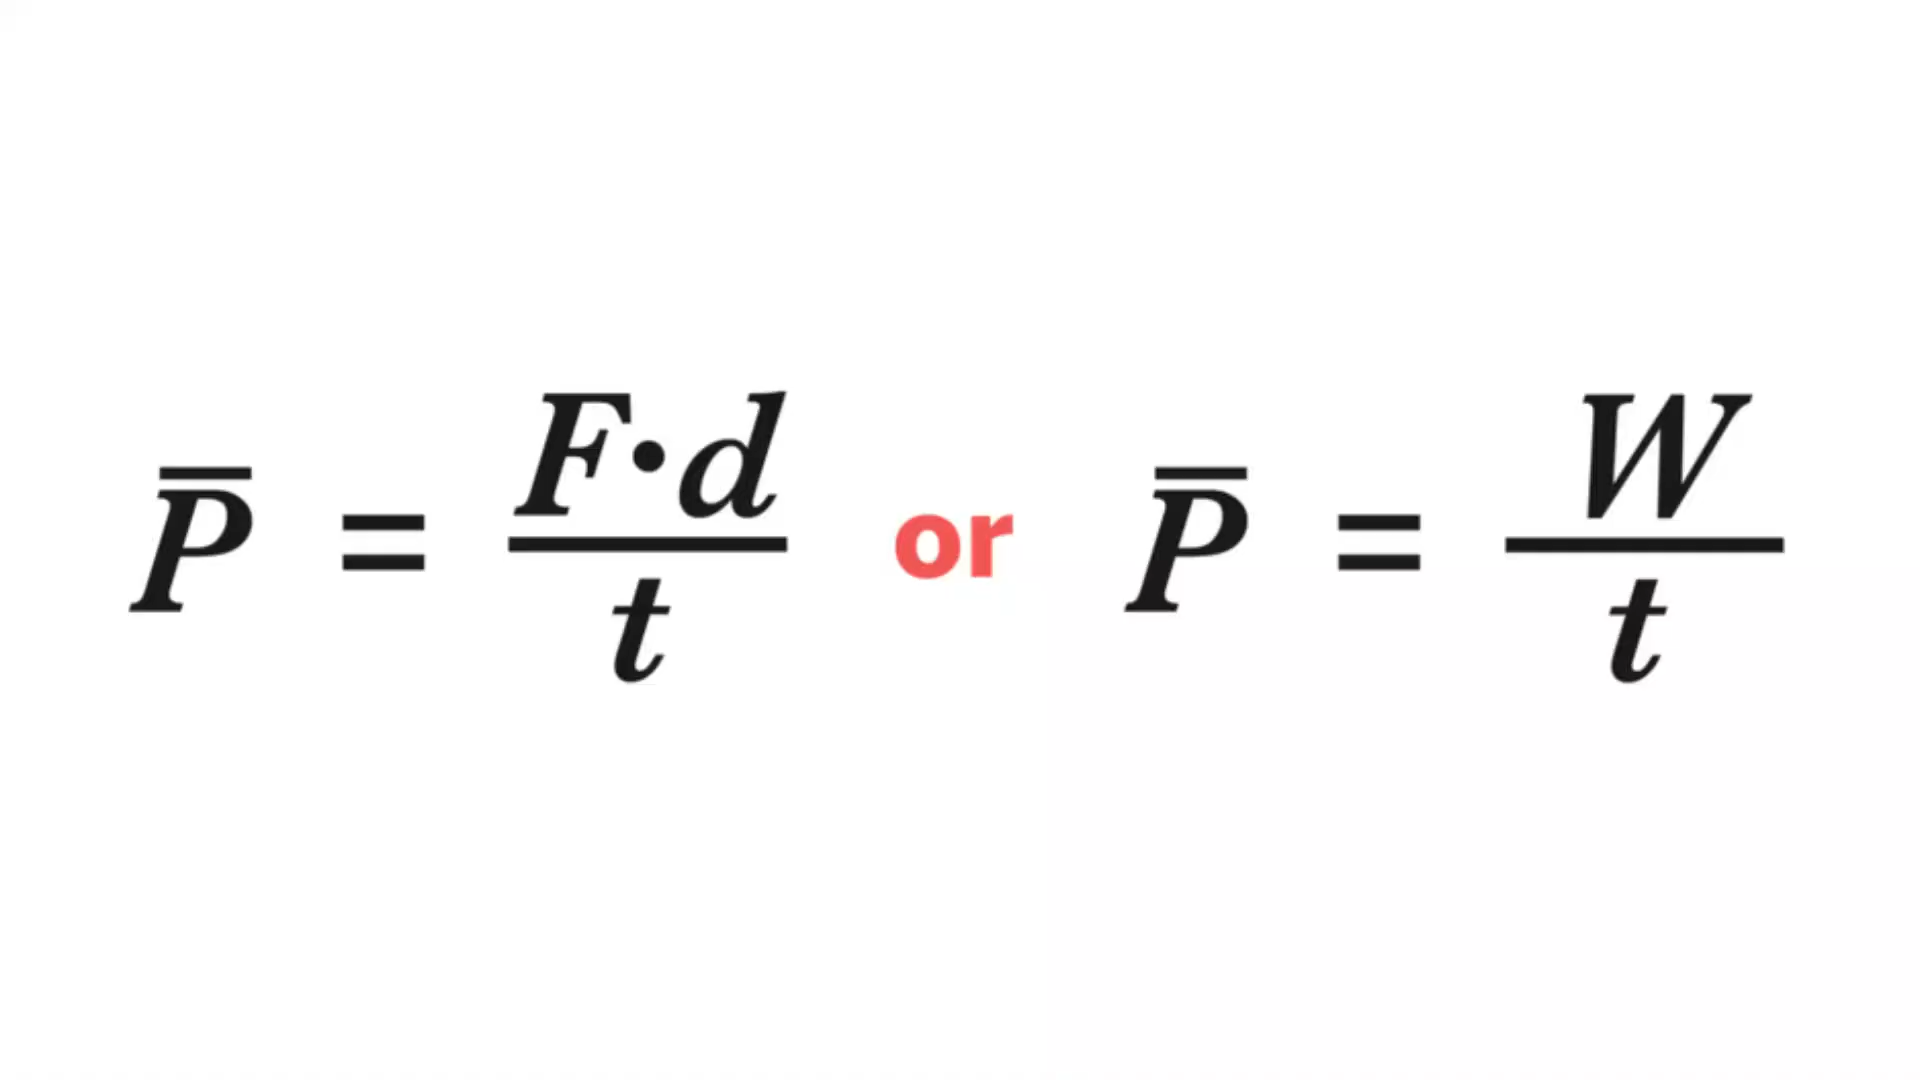 P̅ = F·d/t or P̅ = W/t